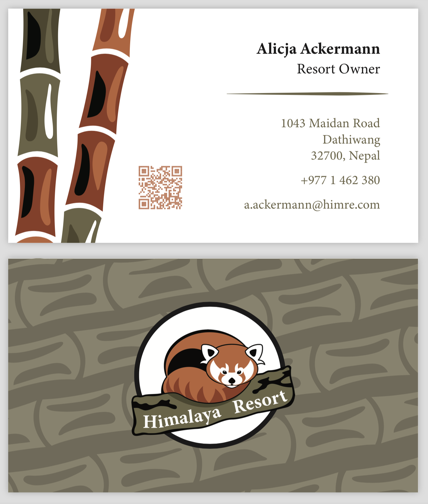 Alicja Ackermann
Resort Owner
1043 Maidan Road
Dathiwang
32700, Nepal
+977 1 462 380
a.ackermann@himre.com
Himalaya Resort